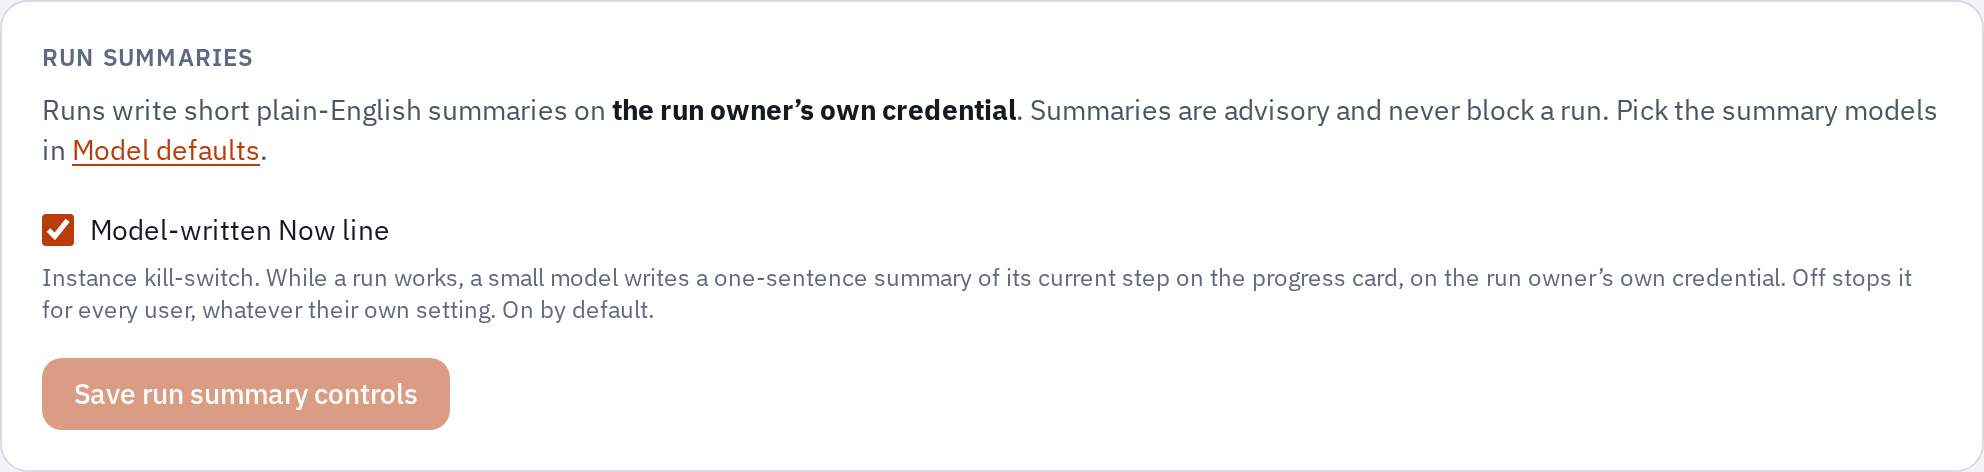 RUN SUMMARIES
Runs write short plain-English summaries on the run owner’s own credential. Summaries are advisory and never block a run. Pick the summary models
in Model defaults.
Model-written Now line
Instance kill-switch. While a run works, a small model writes a one-sentence summary of its current step on the progress card, on the run owner’s own credential. Off stops it
for every user, whatever their own setting. On by default.
Save run summary controls